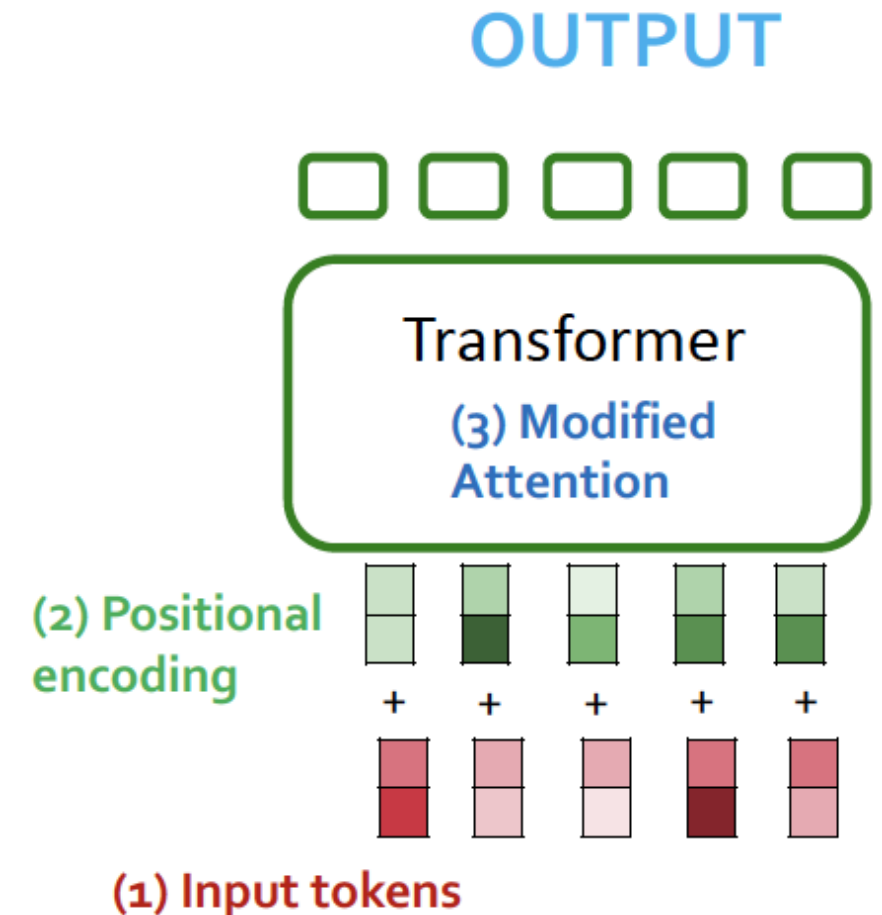 OUTPUT
Transformer
(3) Modified
Attention
(2) Positional
encoding
+ + + + +
(1) Input tokens